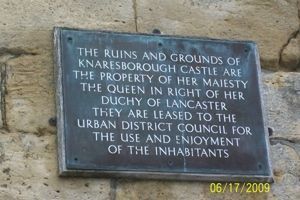 THE RUINS AND GROUNDS OF
KNARESBOROUGH CASTLE ARE
THE PROPERTY OF HER MAJESTY
THE QUEEN IN RIGHT OF HER
DUCHY OF LANCASTER
THEY ARE LEASED TO THE
URBAN DISTRICT COUNCIL FOR
THE USE AND ENJOYMENT
OF THE INHABITANTS
06/17/2009